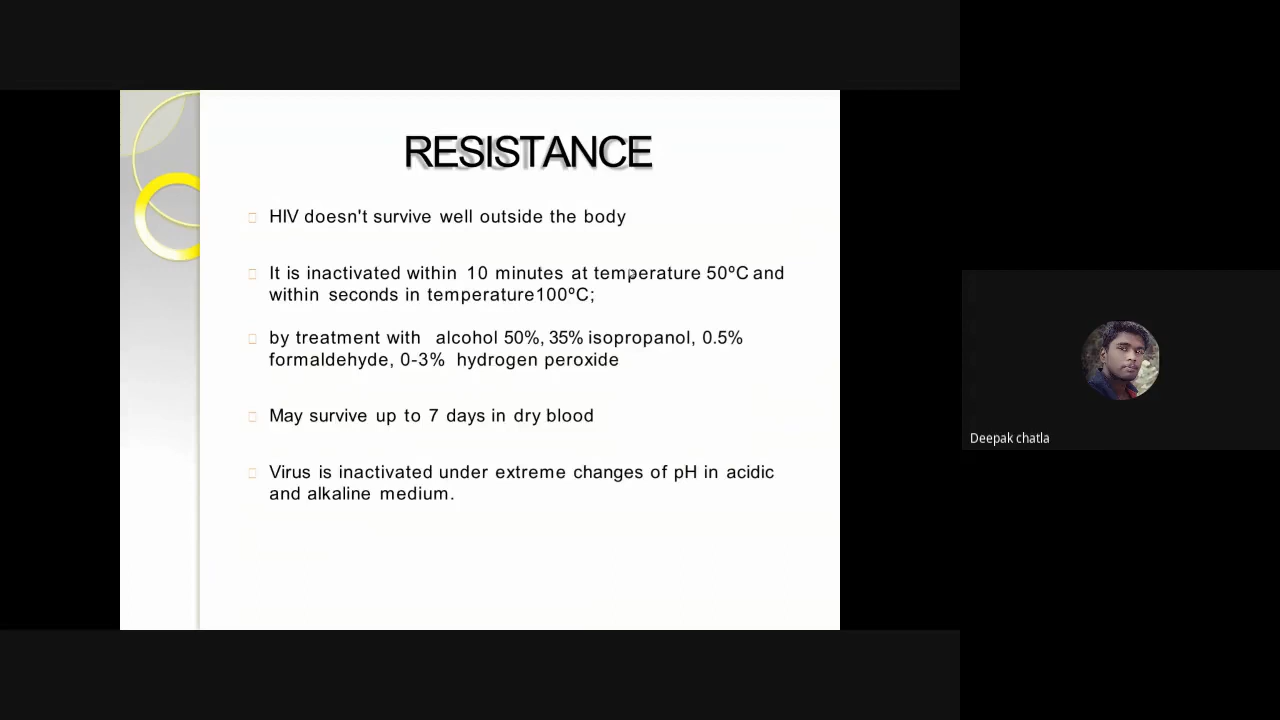 RESISTANCE
HIV doesn't survive well outside the body
It is inactivated within 10 minutes at temperature 50ºC and
within seconds in temperature100ºC;
by treatment with alcohol 50%, 35% isopropanol, 0.5%
formaldehyde, 0-3% hydrogen peroxide
May survive up to 7 days in dry blood
Virus is inactivated under extreme changes of pH in acidic
and alkaline medium.
Deepak chatla